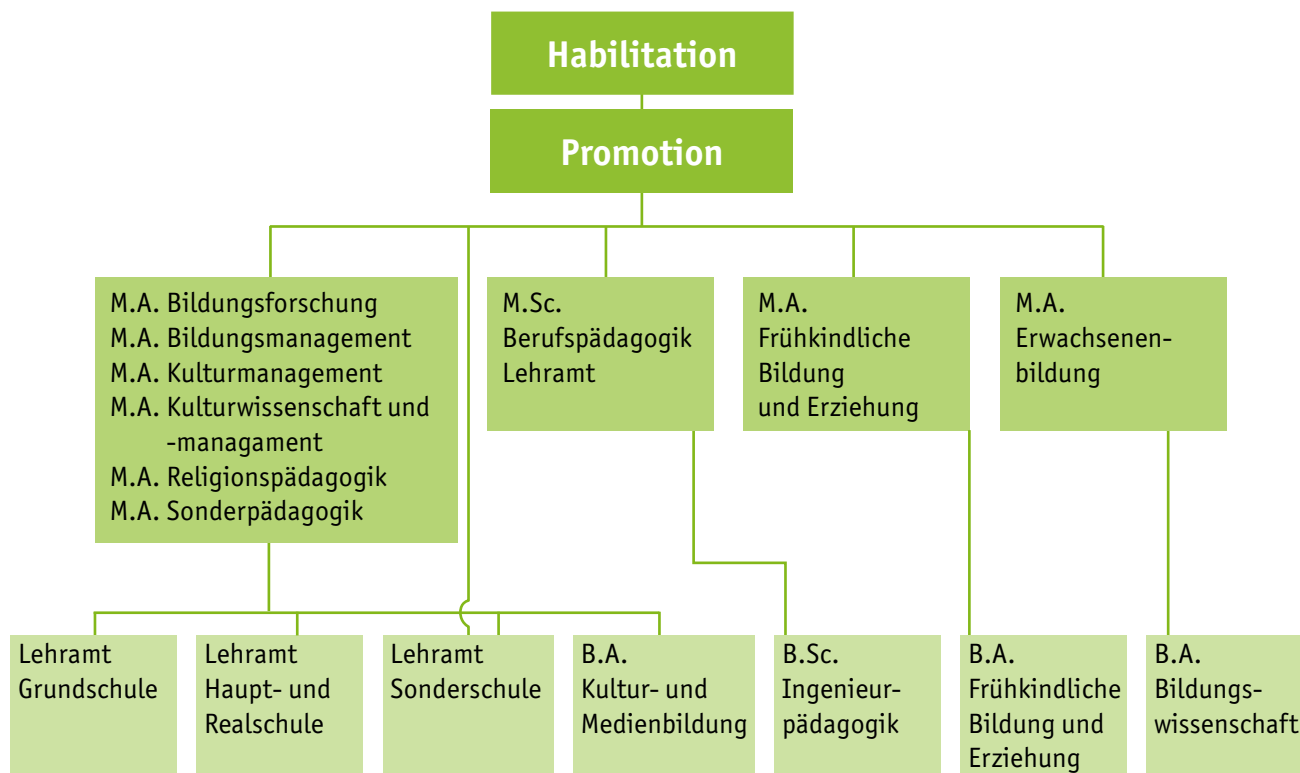 Habilitation
Promotion
M.A. Bildungsforschung
M.A. Bildungsmanagement
M.A. Kulturmanagement
M.A. Kulturwissenschaft und
-managament
M.A. Religionspädagogik
M.A. Sonderpädagogik
M.Sc.
Berufspädagogik
Lehramt
M.A.
Frühkindliche
Bildung
und Erziehung
M.A.
Erwachsenen-
bildung
Lehramt
Grundschule
Lehramt
Haupt- und
Realschule
Lehramt
Sonderschule
B.A.
Kultur- und
Medienbildung
B.Sc.
Ingenieur-
pädagogik
B.A.
Frühkindliche
Bildung und
Erziehung
B.A.
Bildungs-
wissenschaft